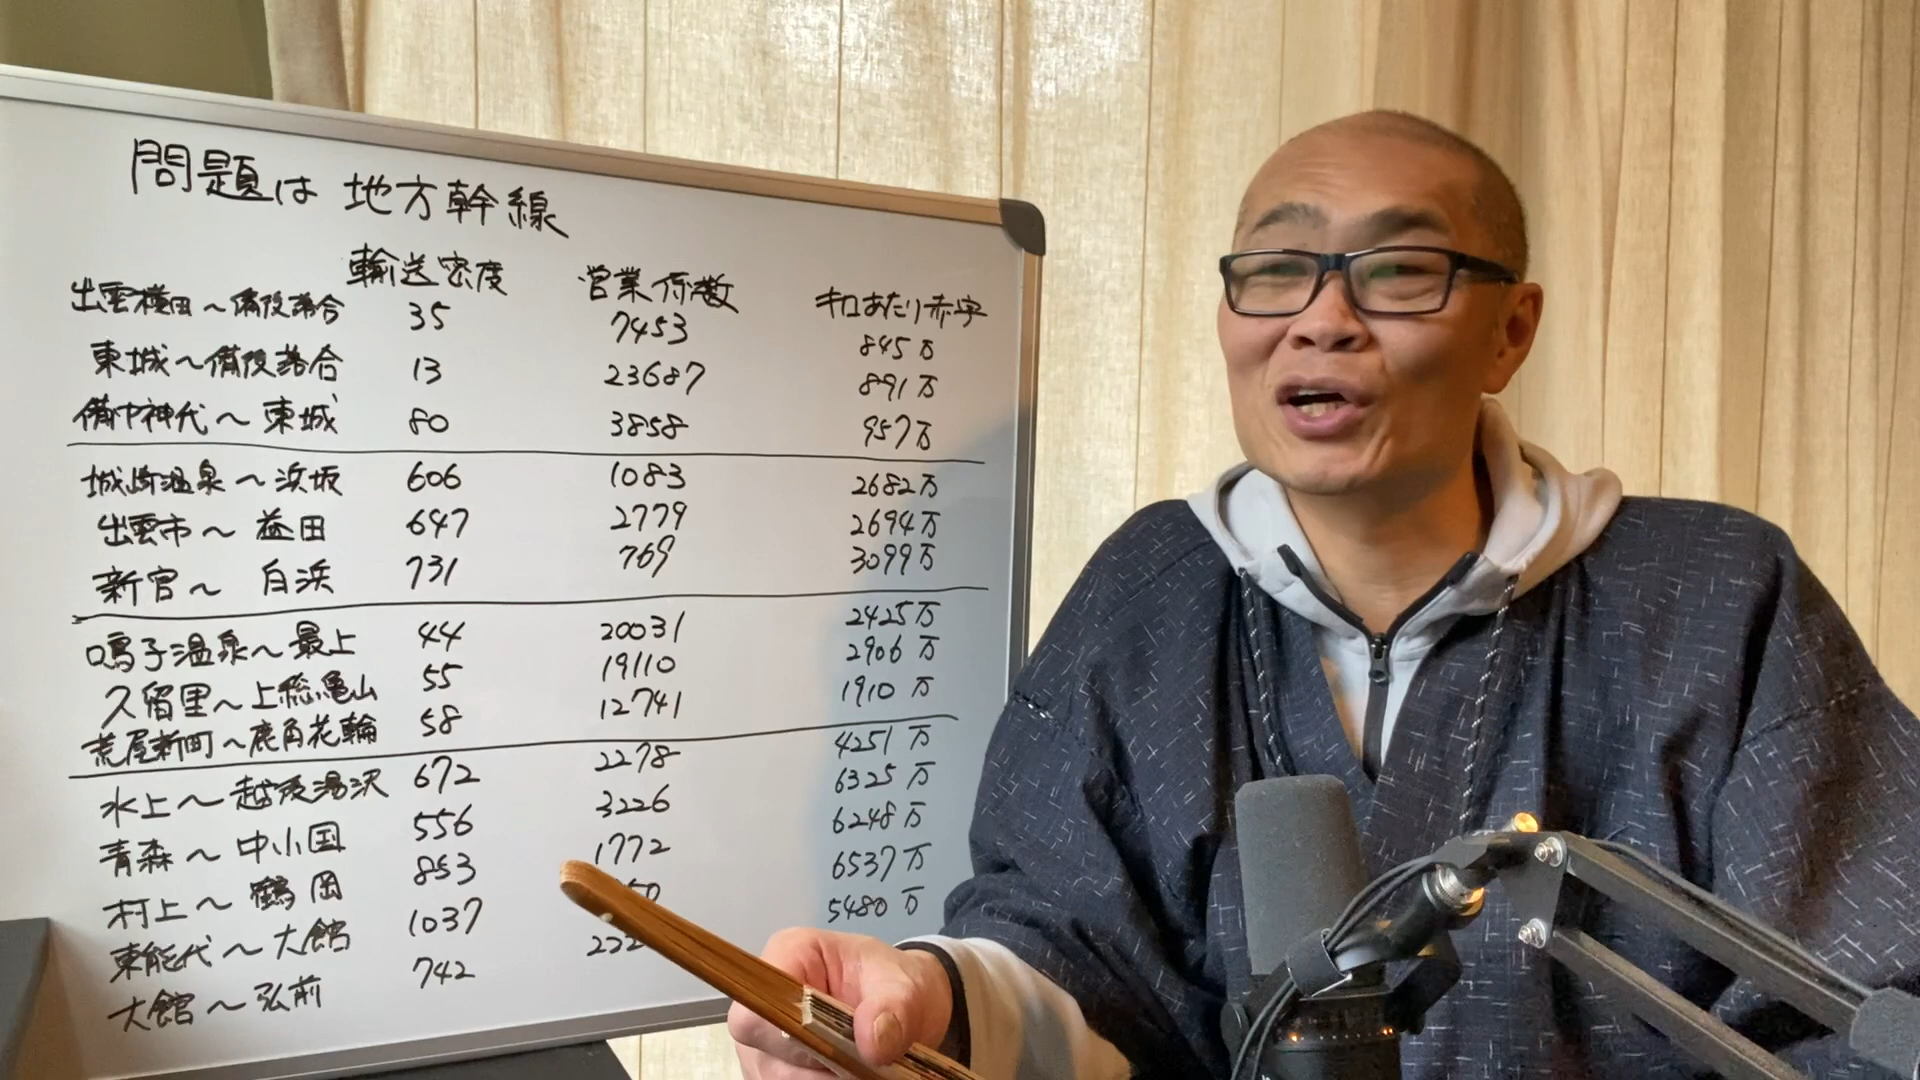 問題は地方幹線
輸送密度 営業係数 キロあたり赤字
出雲横田〜備後落合 35 7453 845万
東城〜備後落合 13 23687 891万
備中神代〜東城 80 3858 957万
城崎温泉〜浜坂 606 1083 2682万
出雲市〜益田 647 2779 2694万
新宮〜白浜 731 769 3099万
鳴子温泉〜最上 44 20031 2425万
久留里〜上総亀山 55 19110 2906万
荒屋新町〜鹿角花輪 58 12741 1910万
水上〜越後湯沢 672 2278 4251万
青森〜中小国 556 3226 6325万
村上〜鶴岡 853 1772 6248万
東能代〜大館 1037 50 6537万
大館〜弘前 742 222 5480万